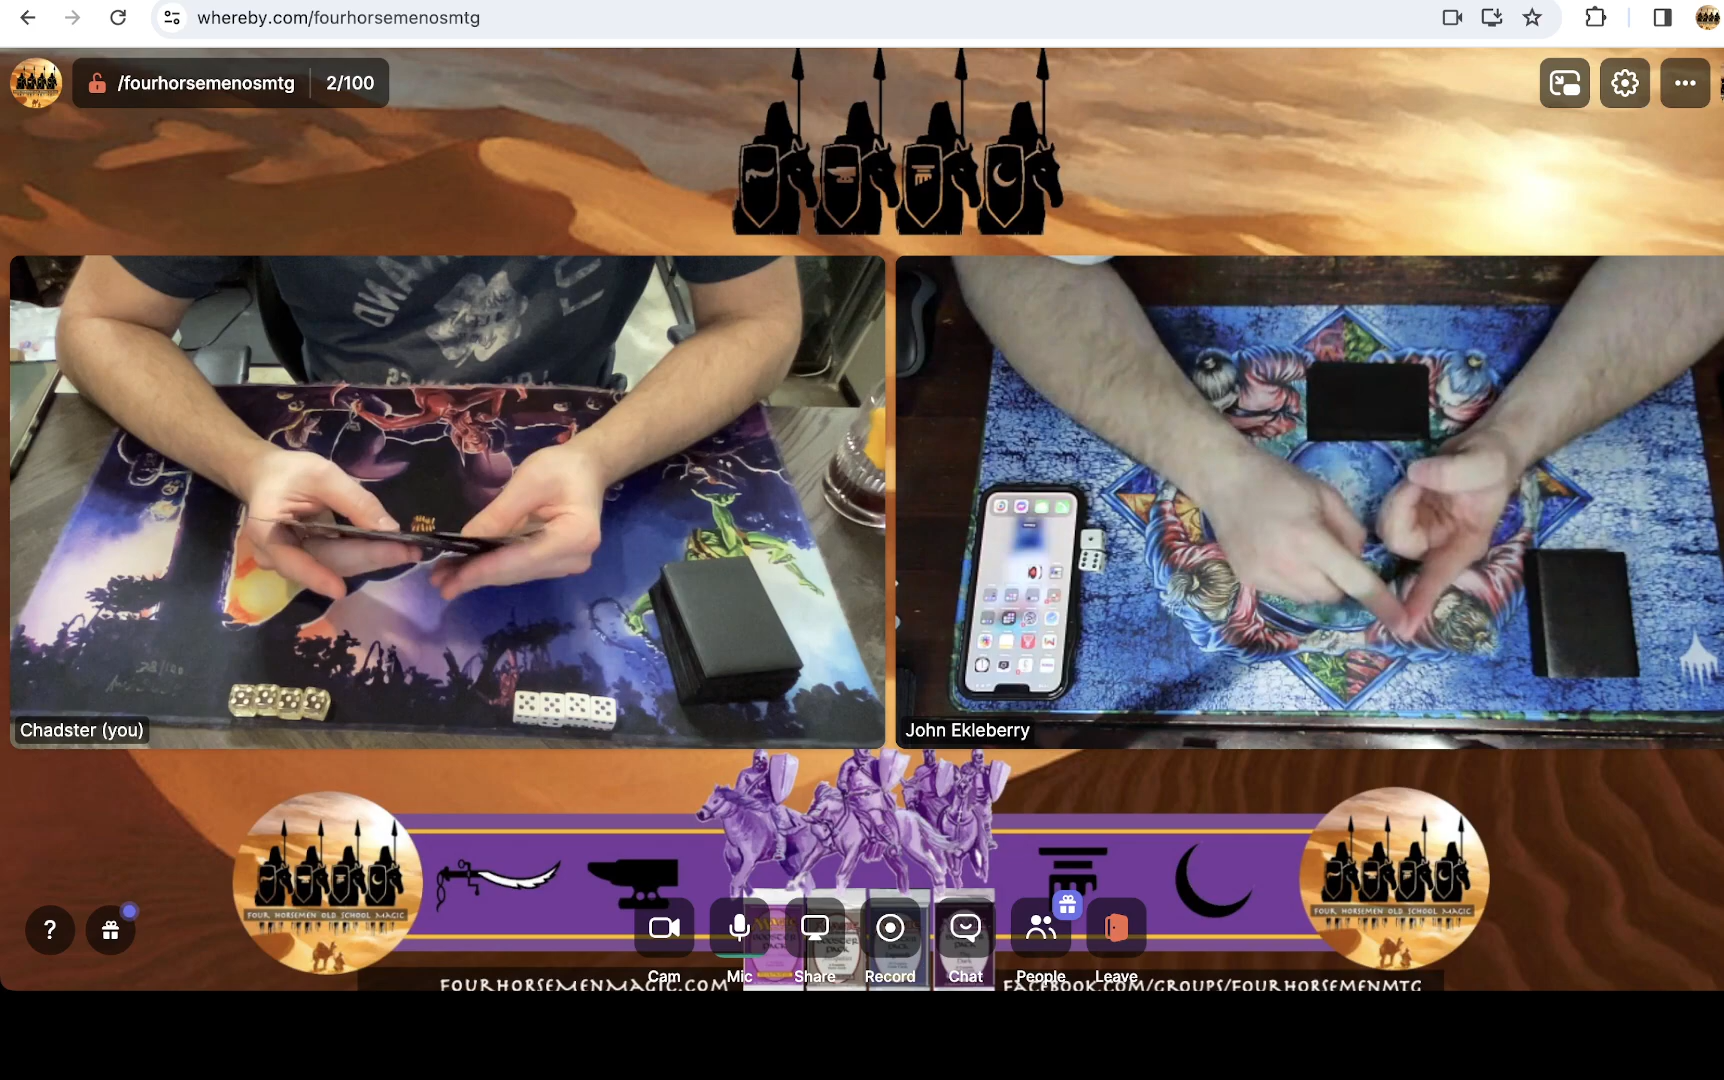 whereby.com/fourhorsemenosmtg
/fourhorsemenosmtg 2/100
Chadster (you)
John Ekleberry
FOUR HORSEMEN OLD SCHOOL MAGIC
FOUR HORSEMEN OLD SCHOOL MAGIC
?
Cam Mic Share Record Chat People Leave
FOURHORSEMENMAGIC.COM
FACEBOOK.COM/GROUPS/FOURHORSEMENMTG